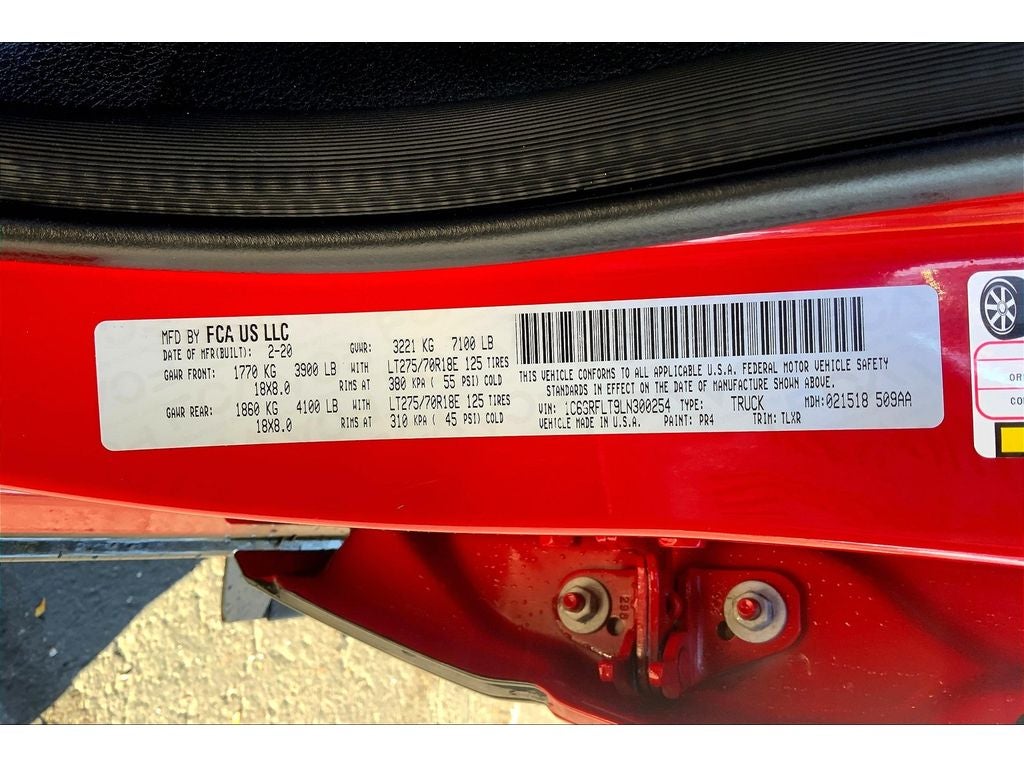 MFD BY FCA US LLC
DATE OF MFR(BUILT): 2-20 GVWR: 3221 KG 7100 LB
GAWR FRONT: 1770 KG 3900 LB WITH LT275/70R18E 125 TIRES
18X8.0 RIMS AT 380 KPA ( 55 PSI) COLD
GAWR REAR: 1860 KG 4100 LB WITH LT275/70R18E 125 TIRES
18X8.0 RIMS AT 310 KPA ( 45 PSI) COLD
THIS VEHICLE CONFORMS TO ALL APPLICABLE U.S.A. FEDERAL MOTOR VEHICLE SAFETY
STANDARDS IN EFFECT ON THE DATE OF MANUFACTURE SHOWN ABOVE.
VIN: 1C6SRFLT9LN300254 TYPE: TRUCK MDH: 021518 509AA
VEHICLE MADE IN U.S.A. PAINT: PR4 TRIM: TLXR
298